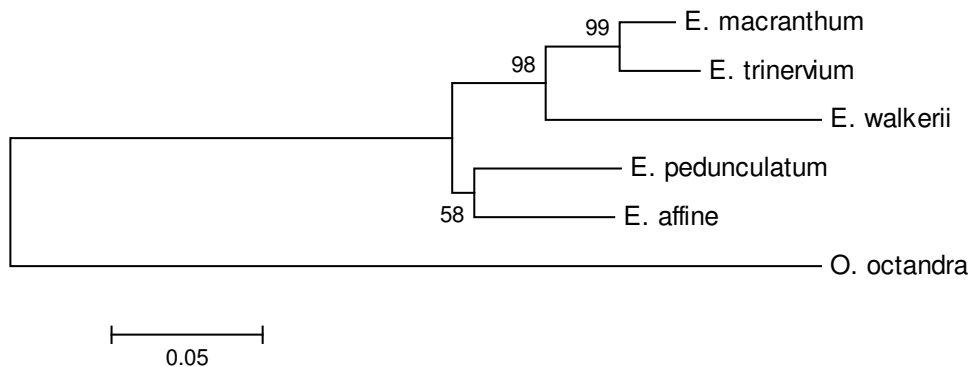 99
E. macranthum
98
E. trinervium
E. walkerii
E. pedunculatum
58
E. affine
O. octandra
0.05